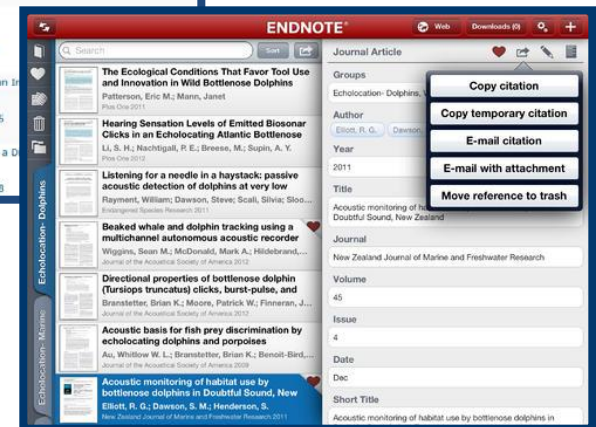 ENDNOTE®
Web
Downloads (0)
Search
Sort
The Ecological Conditions That Favor Tool Use
and Innovation in Wild Bottlenose Dolphins
Patterson, Eric M.; Mann, Janet
Plos One 2012
Hearing Sensation Levels of Emitted Biosonar
Clicks in an Echolocating Atlantic Bottlenose
Li, S. H.; Nachtigall, P. E.; Breese, M.; Supin, A. Y.
Plos One 2012
Listening for a needle in a haystack: passive
acoustic detection of dolphins at very low
Rayment, William; Dawson, Steve; Scali, Silvia; Sloo...
Endangered Species Research 2011
Beaked whale and dolphin tracking using a
multichannel autonomous acoustic recorder
Wiggins, Sean M.; McDonald, Mark A.; Hildebrand,...
Journal of the Acoustical Society of America 2012
Directional properties of bottlenose dolphin
(Tursiops truncatus) clicks, burst-pulse, and
Branstetter, Brian K.; Moore, Patrick W.; Finneran, J...
Journal of the Acoustical Society of America 2012
Acoustic basis for fish prey discrimination by
echolocating dolphins and porpoises
Au, Whitlow W. L.; Branstetter, Brian K.; Benoit-Bird,...
Journal of the Acoustical Society of America 2009
Acoustic monitoring of habitat use by
bottlenose dolphins in Doubtful Sound, New
Elliott, R. G.; Dawson, S. M.; Henderson, S.
New Zealand Journal of Marine and Freshwater Research 2011
Echolocation- Dolphins
Echolocation- Marine
Journal Article
Groups
Echolocation- Dolphins,
Author
Elliott, R. G.
Dawson,
Year
2011
Title
Acoustic monitoring of
Doubtful Sound, New Zealand
Journal
New Zealand Journal of Marine and Freshwater Research
Volume
45
Issue
4
Date
Dec
Short Title
Acoustic monitoring of habitat use by bottlenose dolphins in
Copy citation
Copy temporary citation
E-mail citation
E-mail with attachment
Move reference to trash